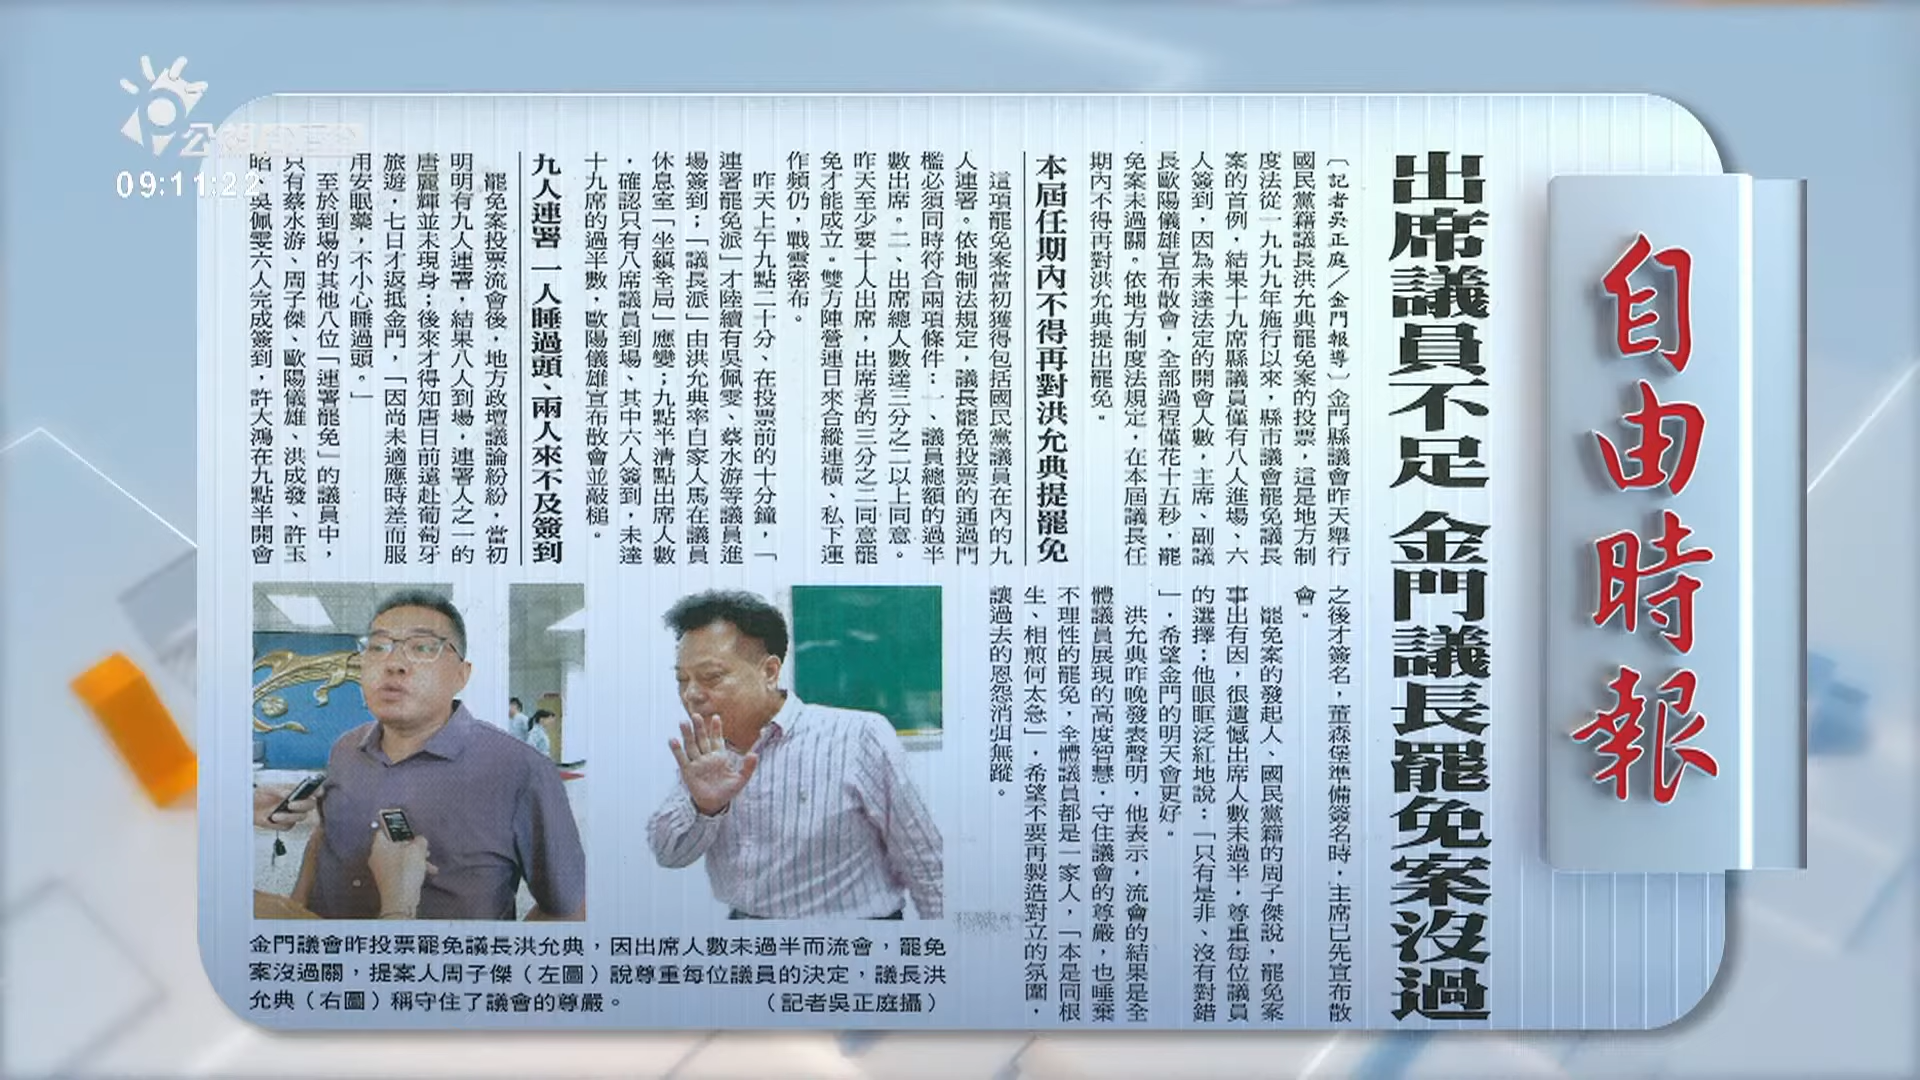 公視
09:11:22
自由時報
出席議員不足 金門議長罷免案沒過
〔記者吳正庭/金門報導〕金門縣議會昨天舉行
國民黨籍議長洪允典罷免案的投票,這是地方制
度法從一九九九年施行以來,縣市議會罷免議長
案的首例,結果十九席縣議員僅有八人進場、六
人簽到,因為未達法定的開會人數,主席、副議
長歐陽儀雄宣布散會,全部過程僅花十五秒,罷
免案未過關。依地方制度法規定,在本屆議長任
期內不得再對洪允典提出罷免。
本屆任期內不得再對洪允典提罷免
這項罷免案當初獲得包括國民黨議員在內的九
人連署。依地制法規定,議長罷免投票的通過門
檻必須同時符合兩項條件:一、議員總額的過半
數出席。二、出席總人數達三分之二以上同意。
昨天至少要十人出席,出席者的三分之二同意罷
免才能成立。雙方陣營連日來合縱連橫、私下運
作頻仍,戰雲密布。
昨天上午九點二十分、在投票前的十分鐘,「
連署罷免派」才陸續有吳佩雯、蔡水游等議員進
場簽到;「議長派」由洪允典率自家人馬在議員
休息室「坐鎮全局」應變;九點半清點出席人數
,確認只有八席議員到場、其中六人簽到,未達
十九席的過半數,歐陽儀雄宣布散會並敲槌。
九人連署 一人睡過頭、兩人來不及簽到
罷免案投票流會後,地方政壇議論紛紛,當初
明明有九人連署,結果八人到場,連署人之一的
唐麗輝並未現身;後來才得知唐日前遠赴葡萄牙
旅遊,七日才返抵金門,「因尚未適應時差而服
用安眠藥,不小心睡過頭。」
至於到場的其他八位「連署罷免」的議員中,
只有蔡水游、周子傑、歐陽儀雄、洪成發、許玉
昭、吳佩雯六人完成簽到,許大鴻在九點半開會
之後才簽名,董森堡準備簽名時,主席已先宣布散
會。
罷免案的發起人、國民黨籍的周子傑說,罷免案
事出有因,很遺憾出席人數未過半,尊重每位議員
的選擇;他眼眶泛紅地說:「只有是非、沒有對錯
」,希望金門的明天會更好。
洪允典昨晚發表聲明,他表示,流會的結果是全
體議員展現的高度智慧,守住議會的尊嚴,也唾棄
不理性的罷免,全體議員都是一家人,「本是同根
生、相煎何太急」,希望不要再製造對立的氛圍,
讓過去的恩怨消弭無蹤。
金門議會昨投票罷免議長洪允典,因出席人數未過半而流會,罷免
案沒過關,提案人周子傑(左圖)說尊重每位議員的決定,議長洪
允典(右圖)稱守住了議會的尊嚴。 (記者吳正庭攝)